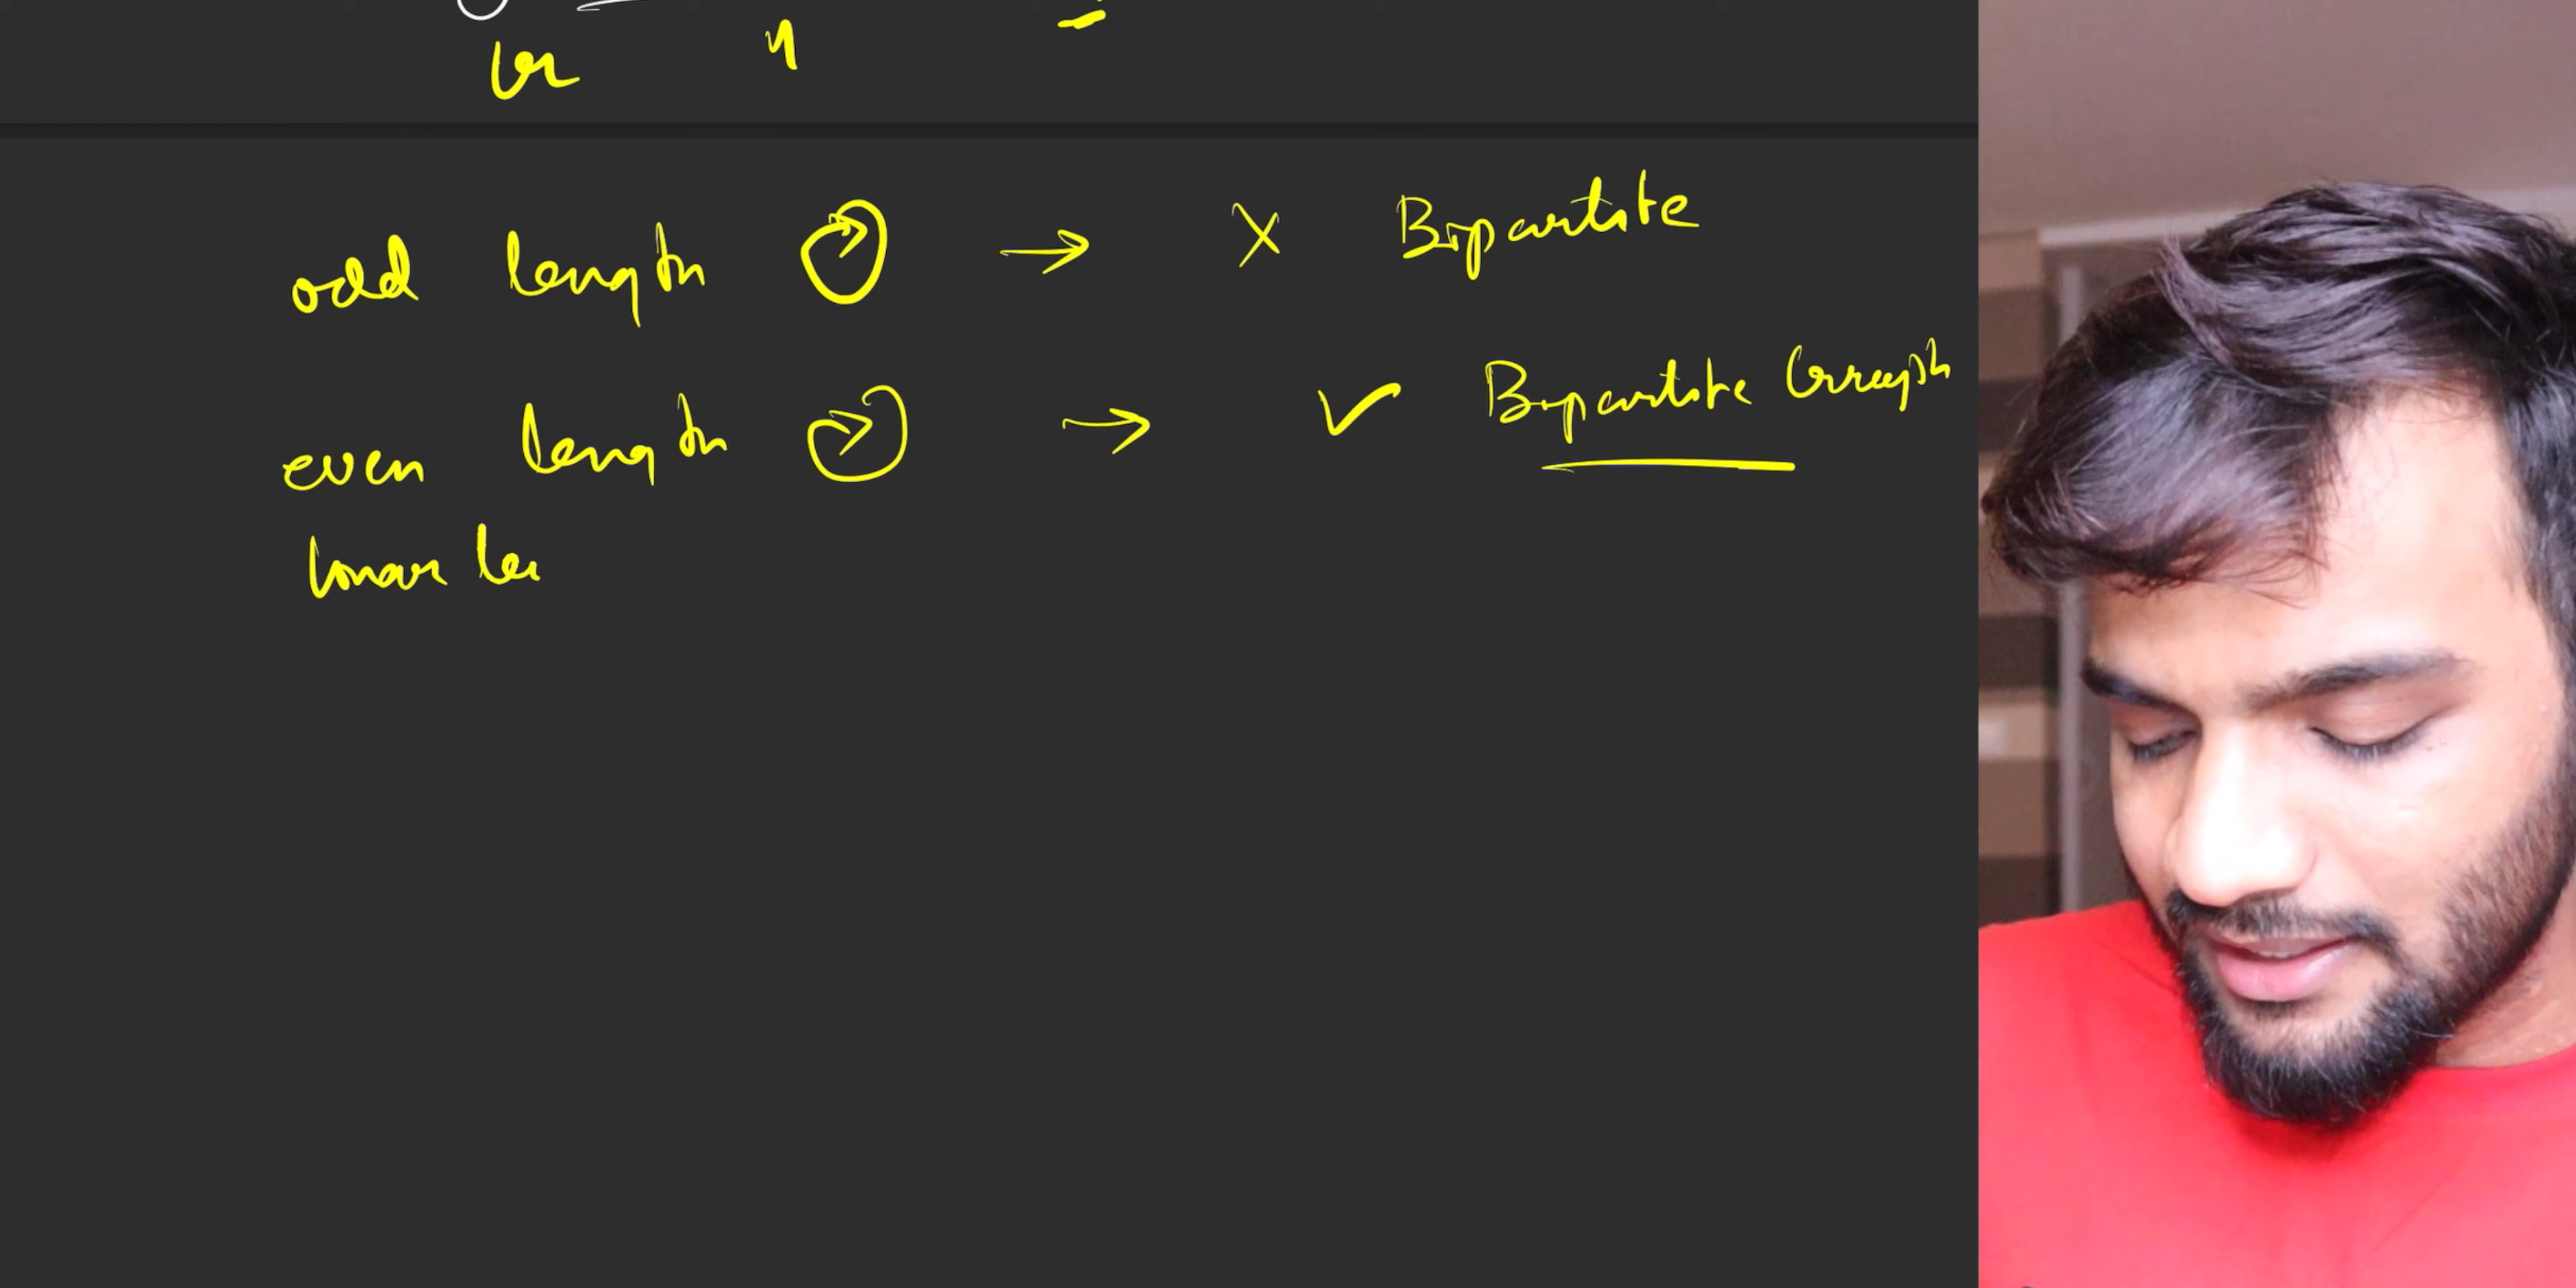 odd length → X Bipartite
even length → ✓ Bipartite Graph